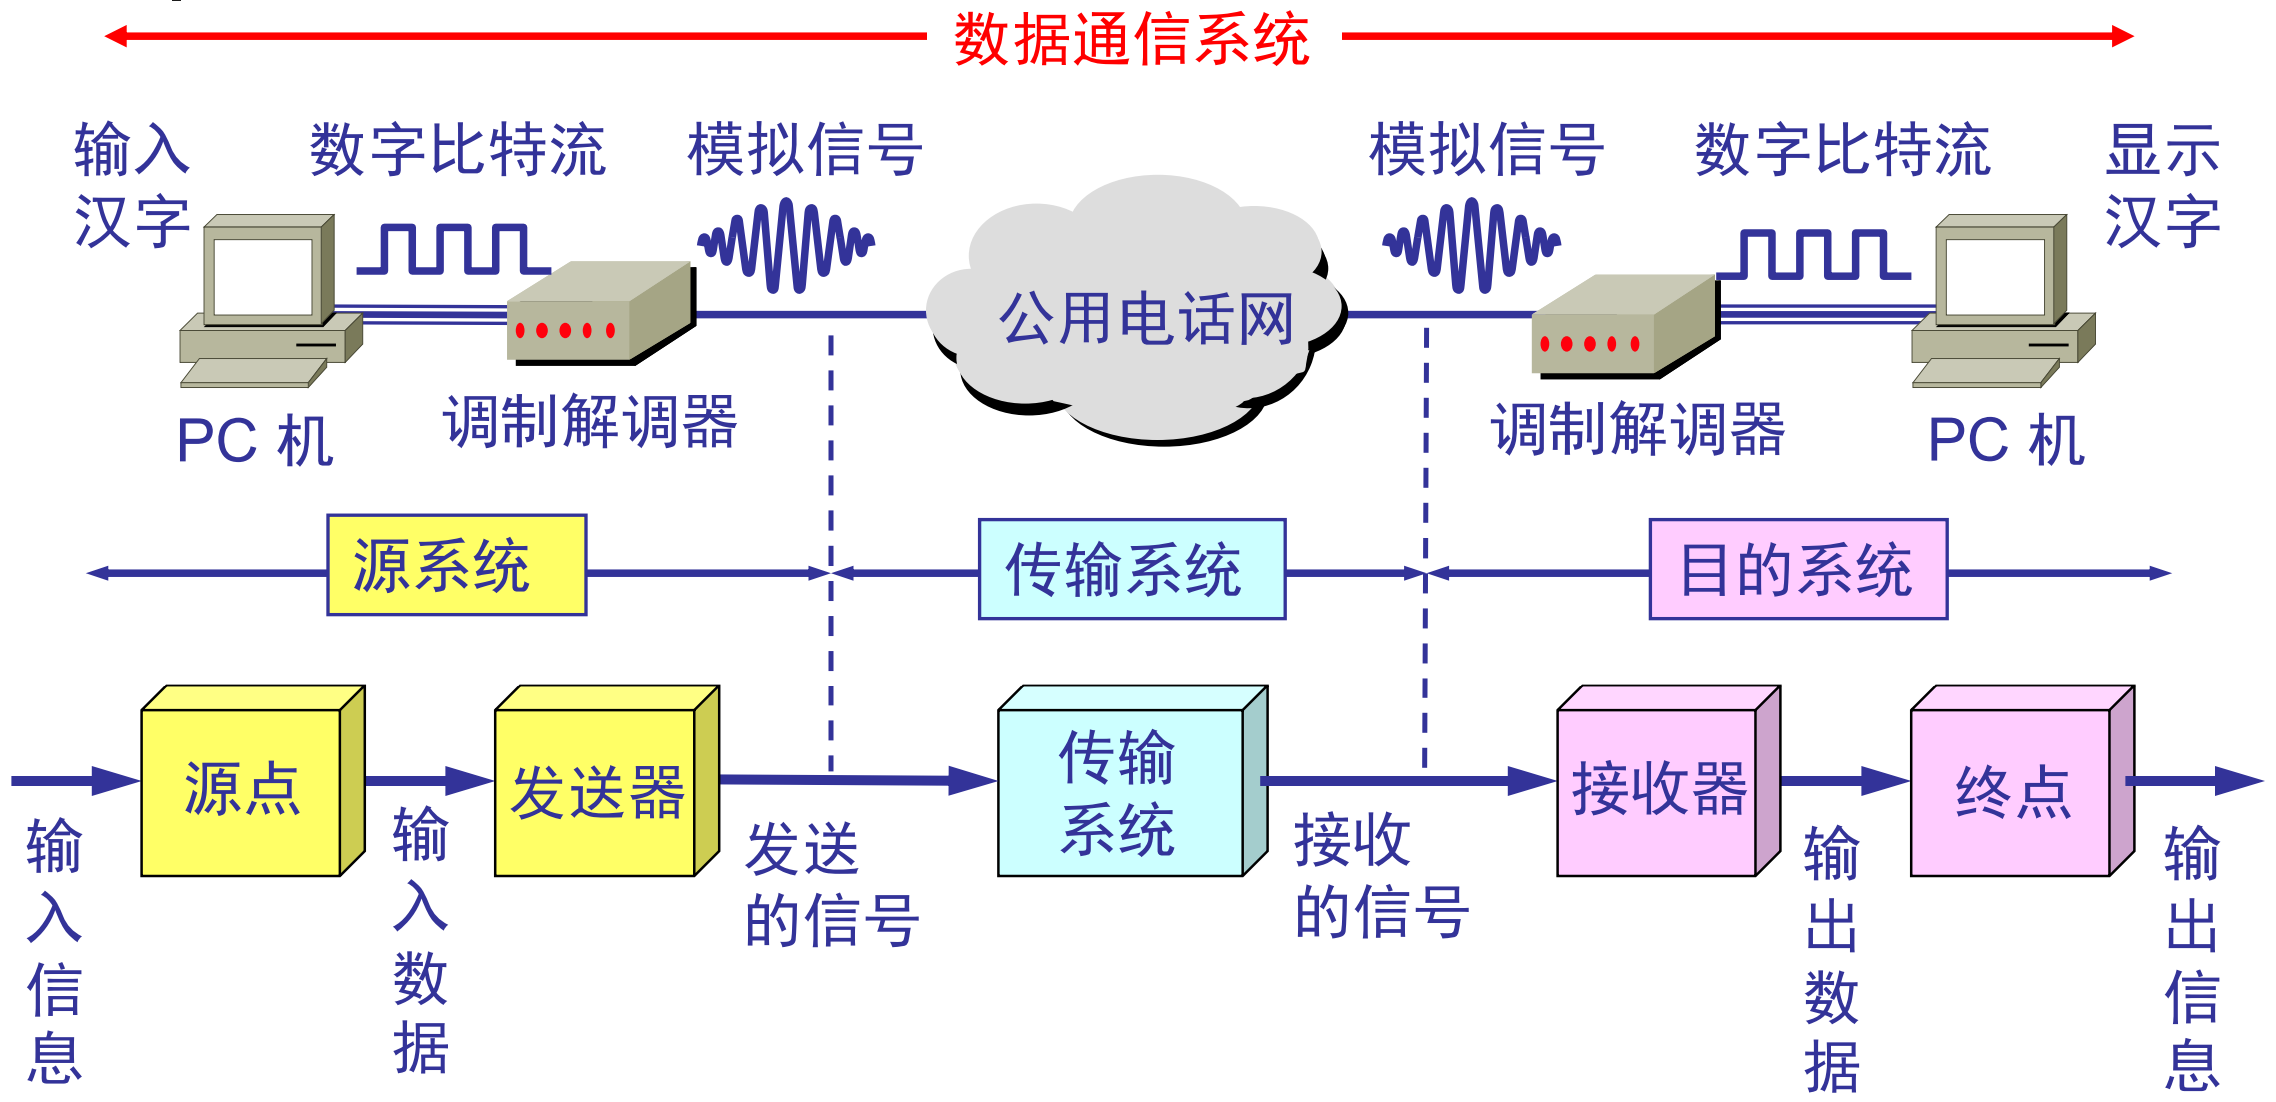 数据通信系统
输入
汉字
数字比特流
模拟信号
模拟信号
数字比特流
显示
汉字
公用电话网
PC 机
调制解调器
调制解调器
PC 机
源系统
传输系统
目的系统
源点
发送器
传输
系统
接收器
终点
输入信息
输入数据
发送
的信号
接收
的信号
输出数据
输出信息